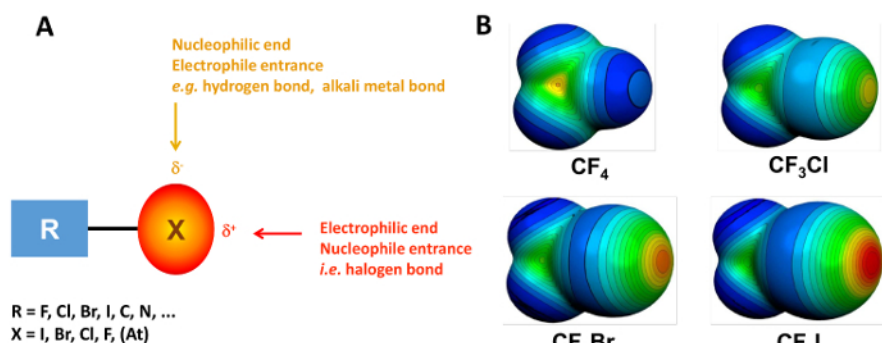 A
Nucleophilic end
Electrophile entrance
e.g. hydrogen bond, alkali metal bond
δ-
R
X
δ+
Electrophilic end
Nucleophile entrance
i.e. halogen bond
R = F, Cl, Br, I, C, N, ...
X = I, Br, Cl, F, (At)
B
CF4
CF3Cl